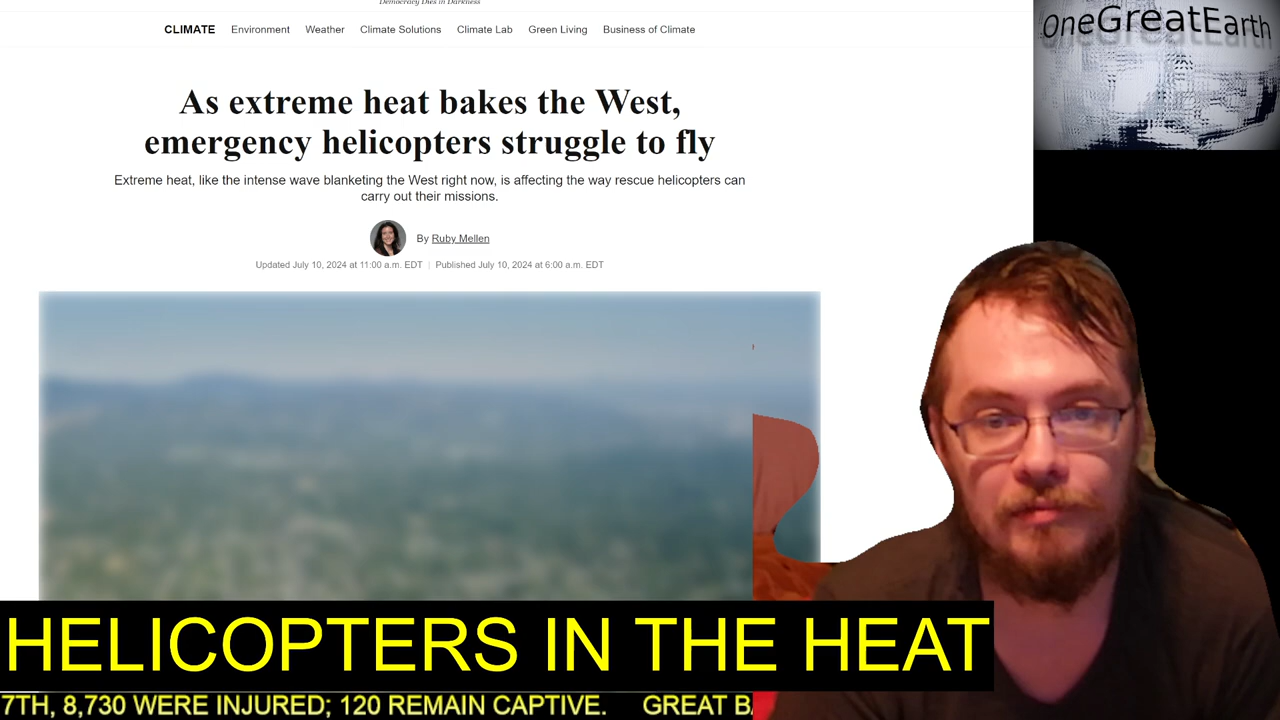 Democracy Dies in Darkness
OneGreatEarth
CLIMATE Environment Weather Climate Solutions Climate Lab Green Living Business of Climate
As extreme heat bakes the West,
emergency helicopters struggle to fly
Extreme heat, like the intense wave blanketing the West right now, is affecting the way rescue helicopters can
carry out their missions.
By Ruby Mellen
Updated July 10, 2024 at 11:00 a.m. EDT | Published July 10, 2024 at 6:00 a.m. EDT
HELICOPTERS IN THE HEAT
7TH, 8,730 WERE INJURED; 120 REMAIN CAPTIVE. GREAT